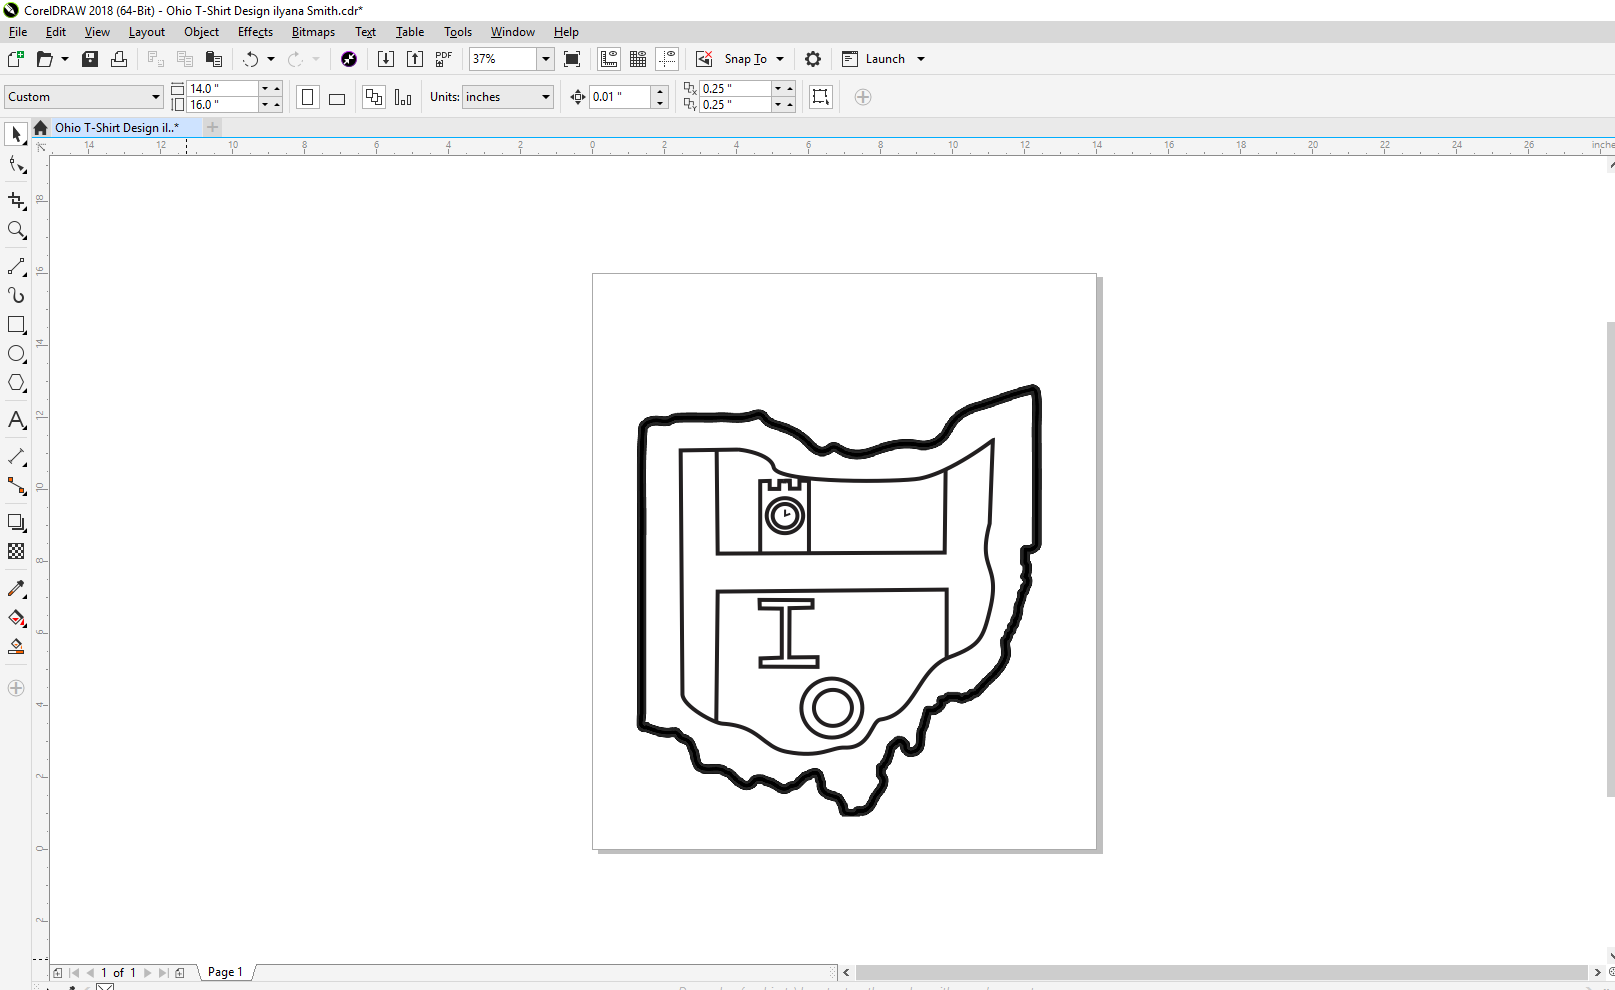 CorelDRAW 2018 (64-Bit) - Ohio T-Shirt Design ilyana Smith.cdr*
File Edit View Layout Object Effects Bitmaps Text Table Tools Window Help
PDF 37% Snap To Launch
Custom 14.0 " 16.0 " Units: inches 0.01 " 0.25 " 0.25 "
Ohio T-Shirt Design il..*
14 12 10 8 6 4 2 0 2 4 6 8 10 12 14 16 18 20 22 24 26 inche
18
16
14
12
10
8
6
4
2
0
2
I
1 of 1 Page 1